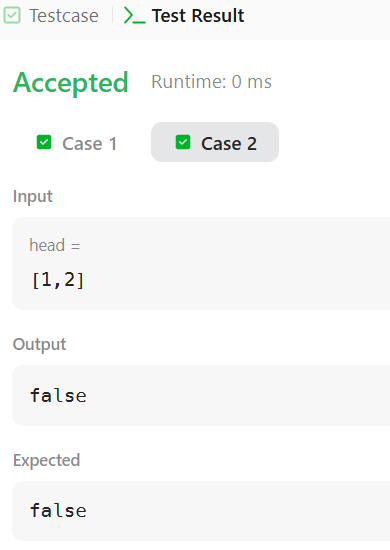 Testcase
Test Result
Accepted Runtime: 0 ms
Case 1 Case 2
Input
head =
[1,2]
Output
false
Expected
false